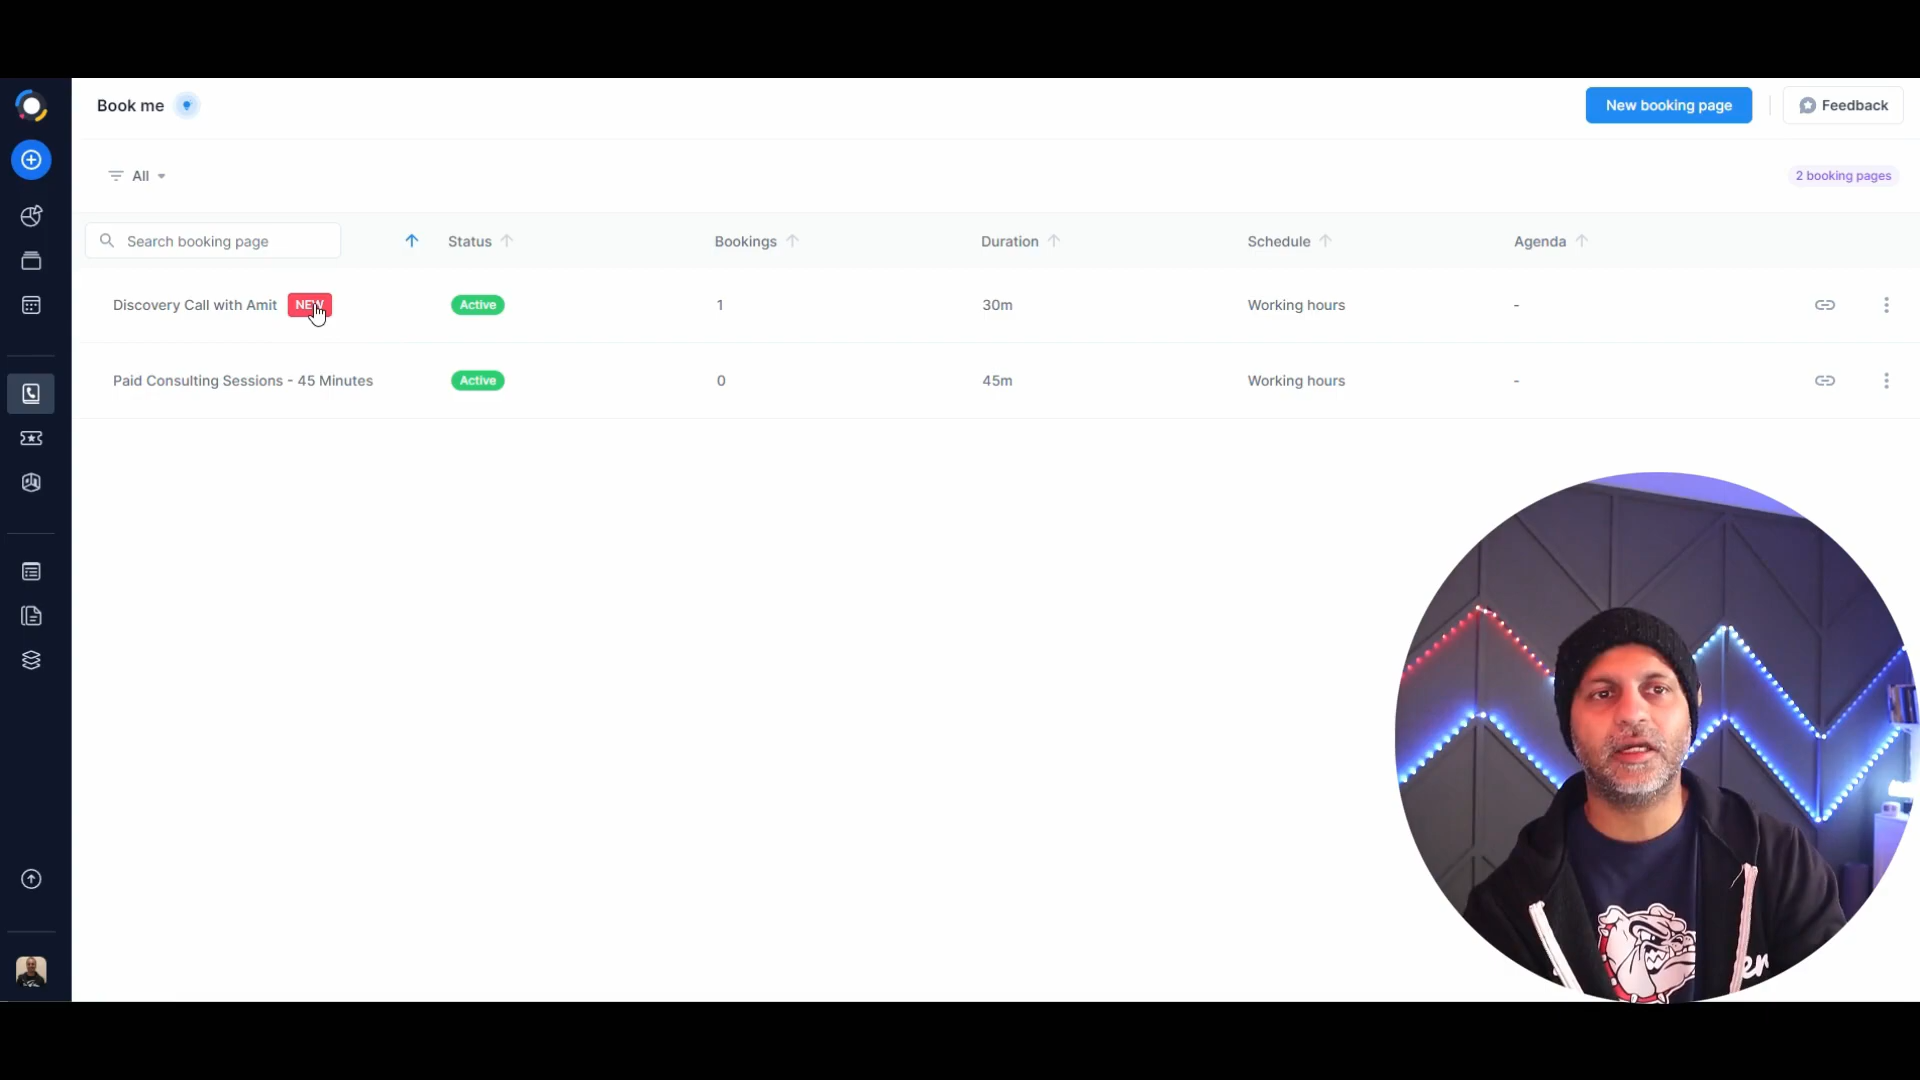 Book me
New booking page
Feedback
All
2 booking pages
Search booking page
Status
Bookings
Duration
Schedule
Agenda
Discovery Call with Amit NEW
Active
1
30m
Working hours
-
Paid Consulting Sessions - 45 Minutes
Active
0
45m
Working hours
-